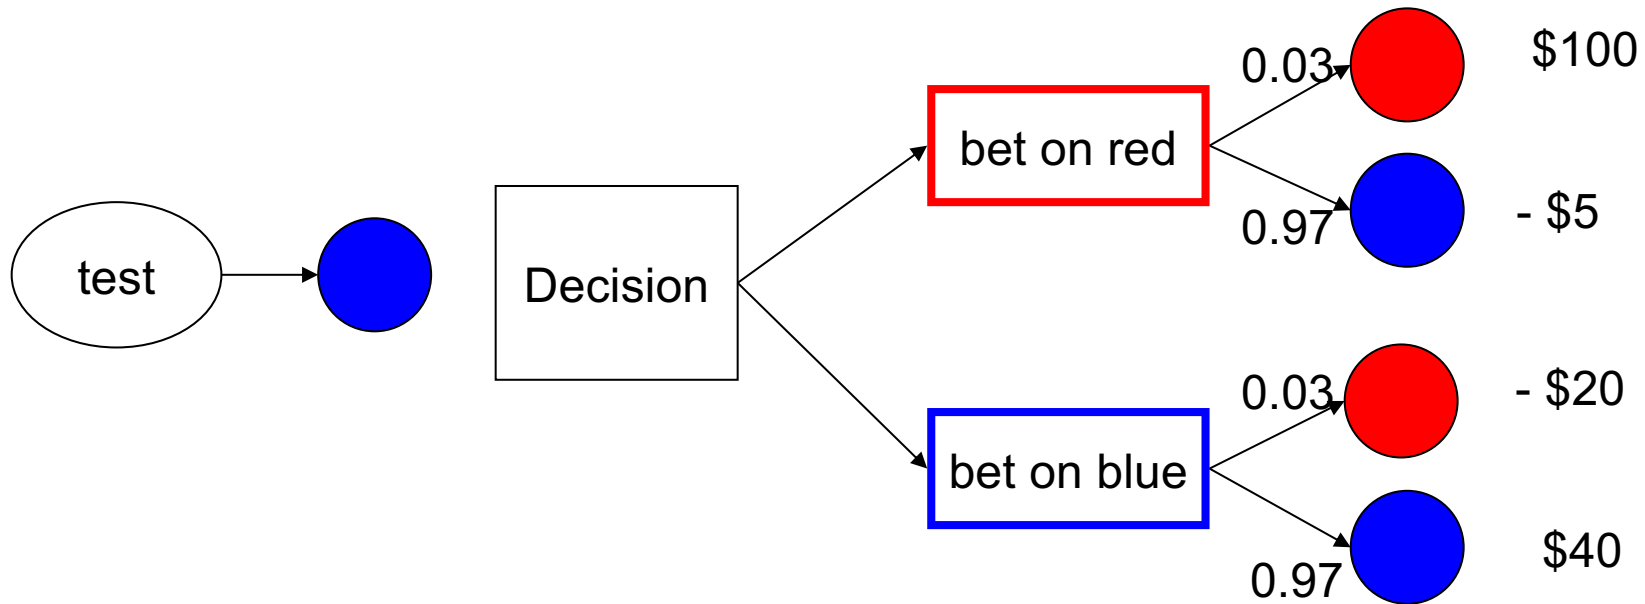 test
Decision
bet on red
0.03
$100
0.97
- $5
bet on blue
0.03
- $20
0.97
$40